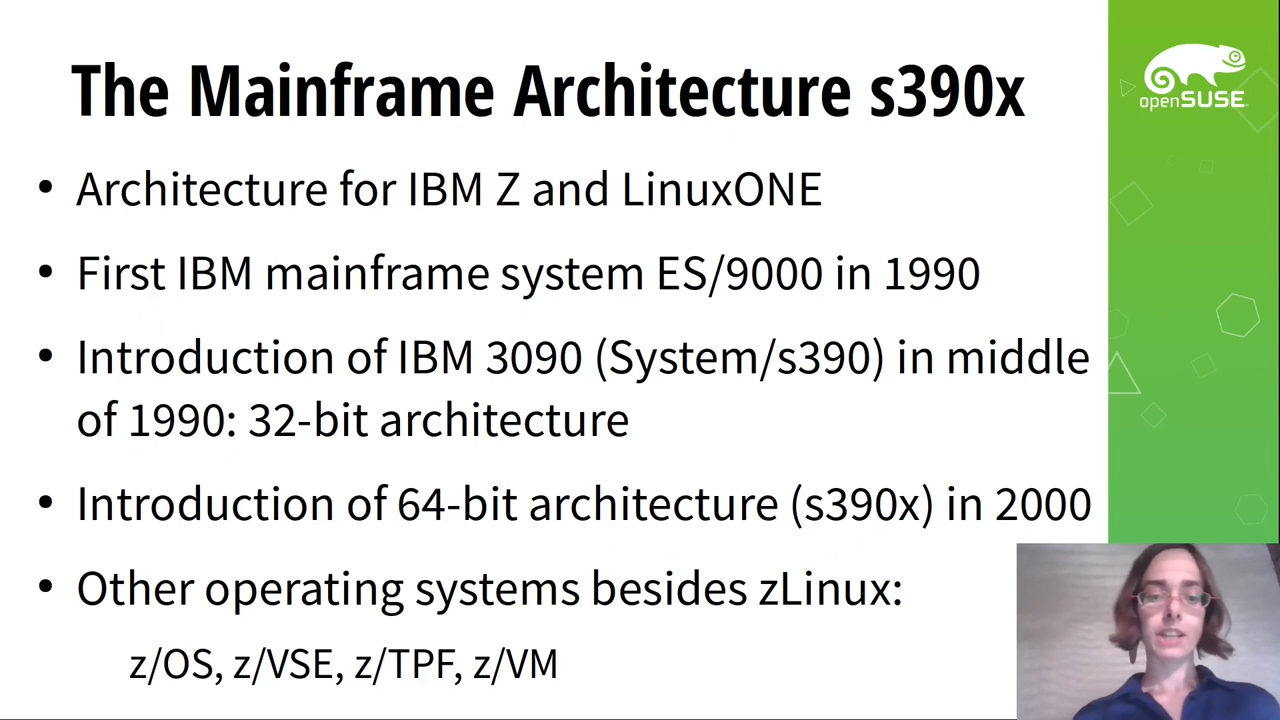 The Mainframe Architecture s390x
openSUSE
• Architecture for IBM Z and LinuxONE
• First IBM mainframe system ES/9000 in 1990
• Introduction of IBM 3090 (System/s390) in middle
of 1990: 32-bit architecture
• Introduction of 64-bit architecture (s390x) in 2000
• Other operating systems besides zLinux:
z/OS, z/VSE, z/TPF, z/VM